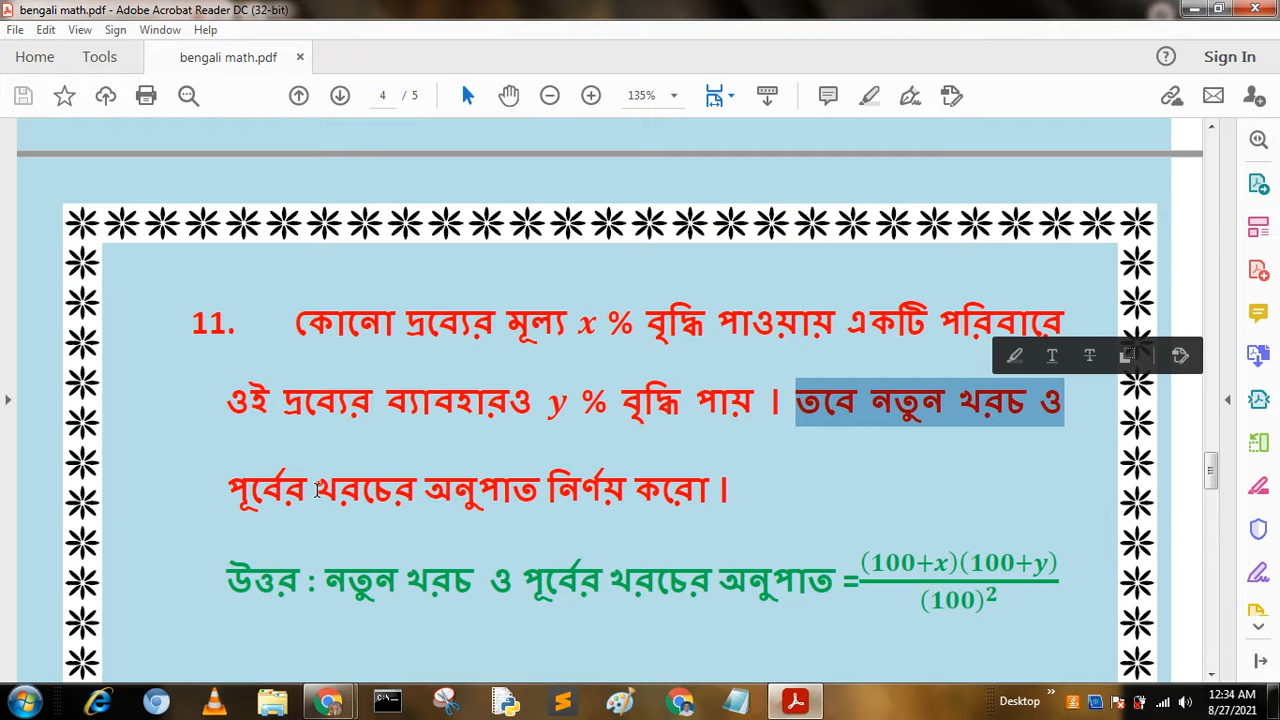 bengali math.pdf - Adobe Acrobat Reader DC (32-bit)
File Edit View Sign Window Help
Home Tools bengali math.pdf × Sign In
4 / 5 135%
11. কোনো দ্রব্যের মূল্য x % বৃদ্ধি পাওয়ায় একটি পরিবারে
ওই দ্রব্যের ব্যাবহারও y % বৃদ্ধি পায় । তবে নতুন খরচ ও
পূর্বের খরচের অনুপাত নির্ণয় করো ।
উত্তর : নতুন খরচ ও পূর্বের খরচের অনুপাত = (100+x)(100+y)
(100)²
Desktop » 12:34 AM
8/27/2021